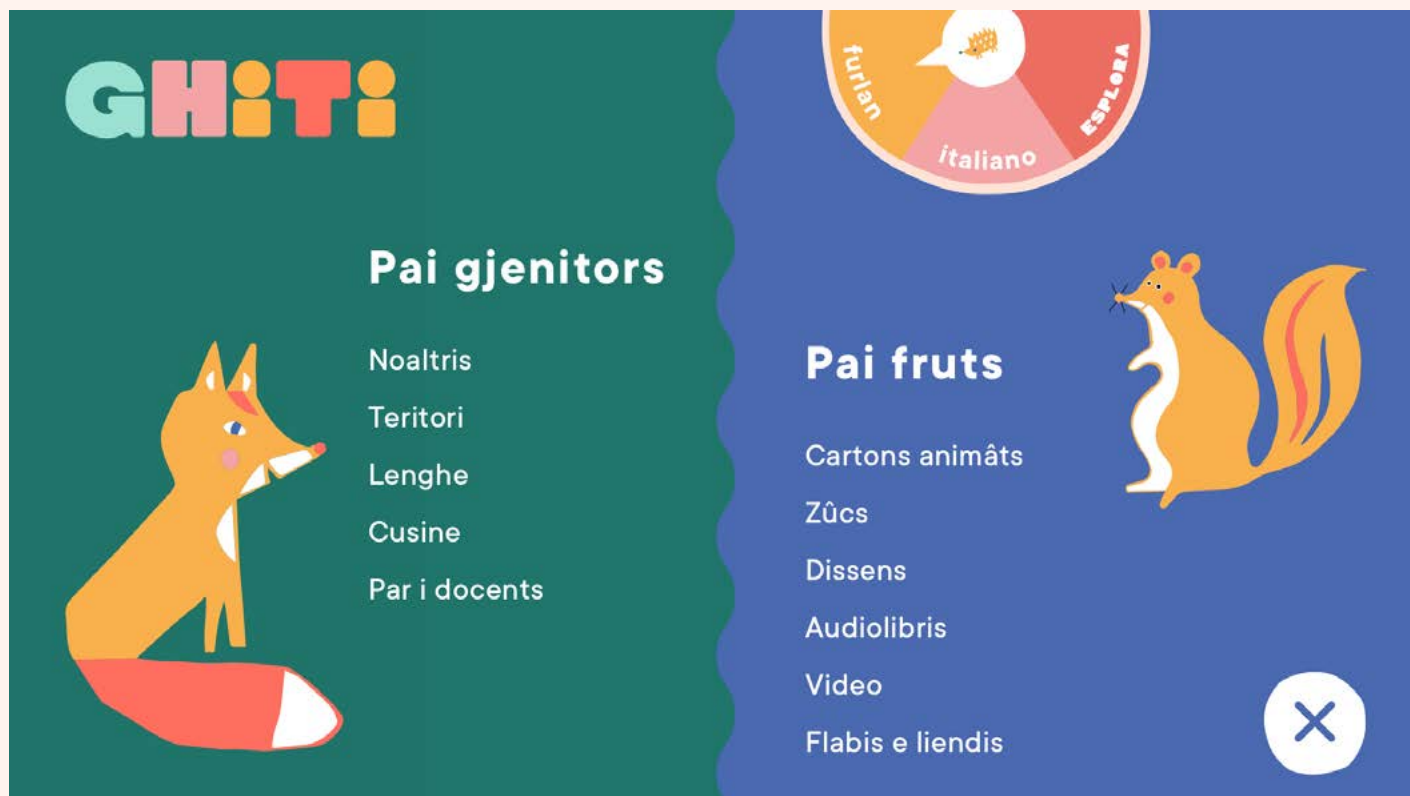 GHiTi
Pai gjenitors
Noaltris
Teritori
Lenghe
Cusine
Par i docents
furlan
italiano
ESPLORA
Pai fruts
Cartons animâts
Zûcs
Dissens
Audiolibris
Video
Flabis e liendis